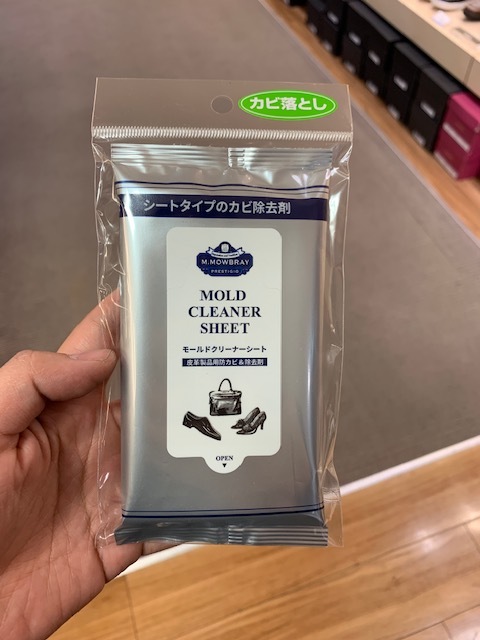 カビ落とし
シートタイプのカビ除去剤
M.MOWBRAY
PRESTIGIO
MOLD
CLEANER
SHEET
モールドクリーナーシート
皮革製品用防カビ&除去剤
OPEN
▼